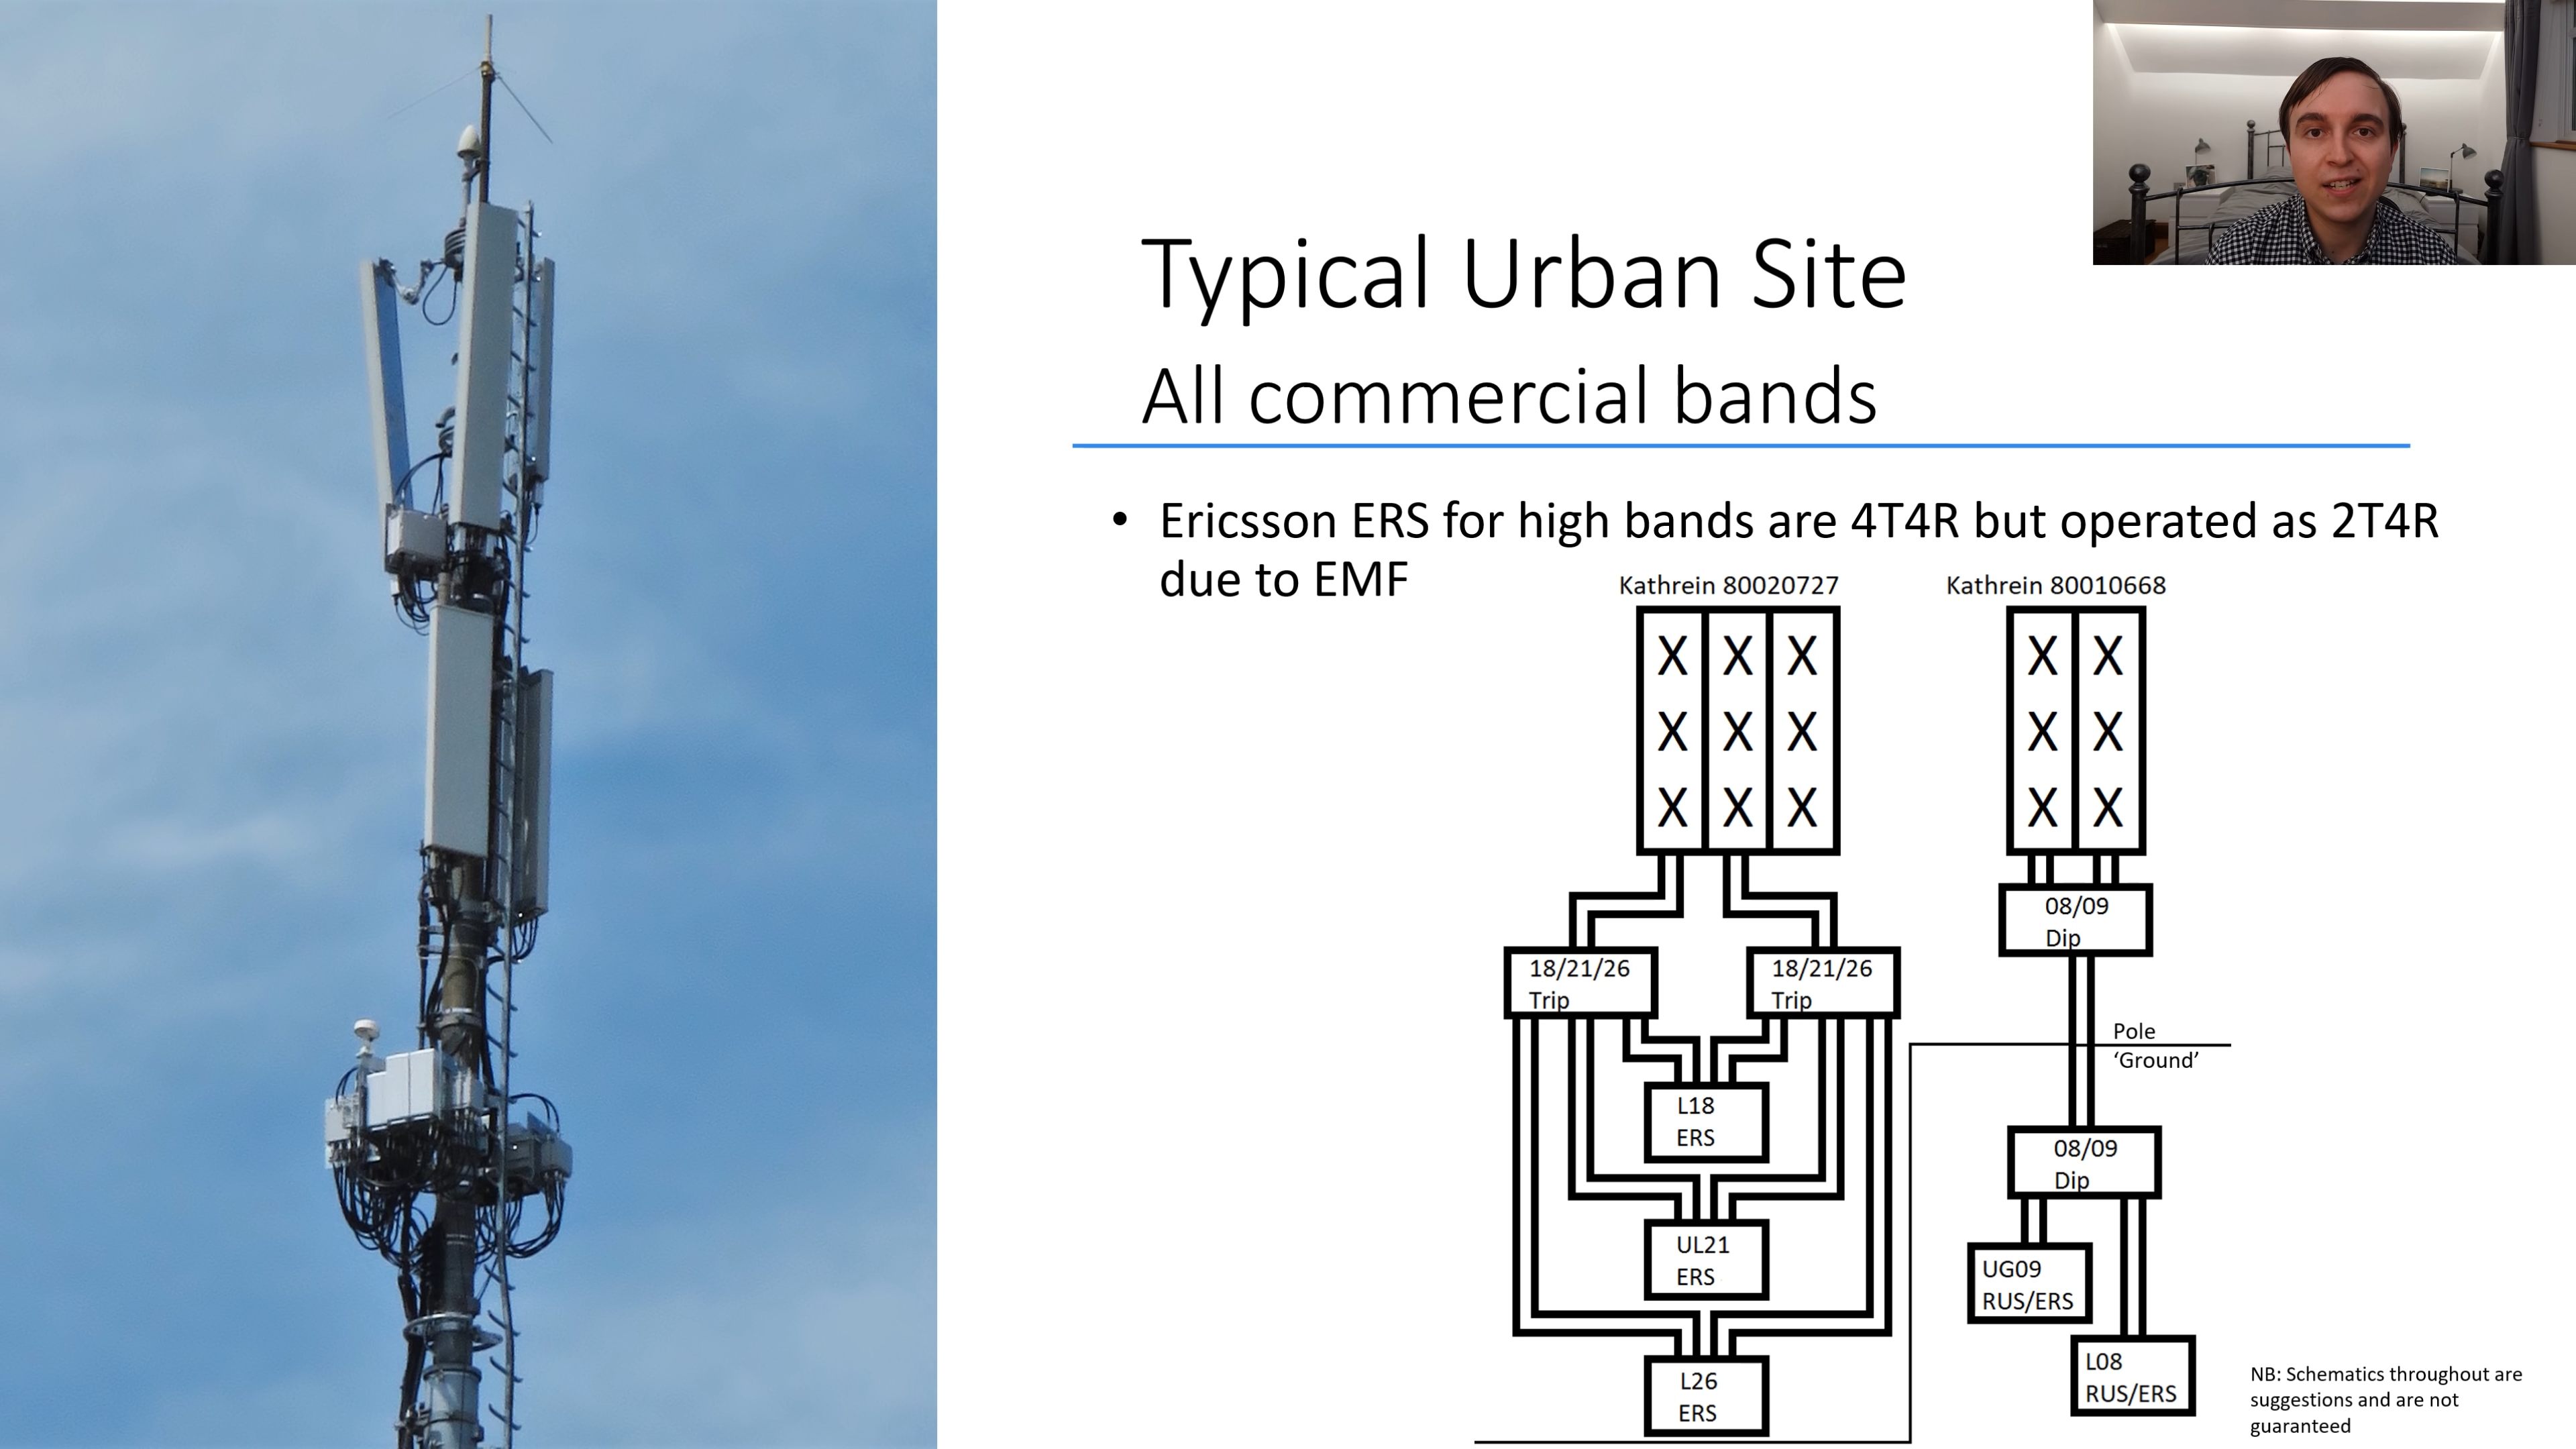 Typical Urban Site
All commercial bands
• Ericsson ERS for high bands are 4T4R but operated as 2T4R
due to EMF
Kathrein 80020727
Kathrein 80010668
X X X
X X X
X X X
X X
X X
X X
08/09
Dip
18/21/26
Trip
18/21/26
Trip
Pole
‘Ground’
L18
ERS
08/09
Dip
UL21
ERS
UG09
RUS/ERS
L08
RUS/ERS
L26
ERS
NB: Schematics throughout are
suggestions and are not
guaranteed